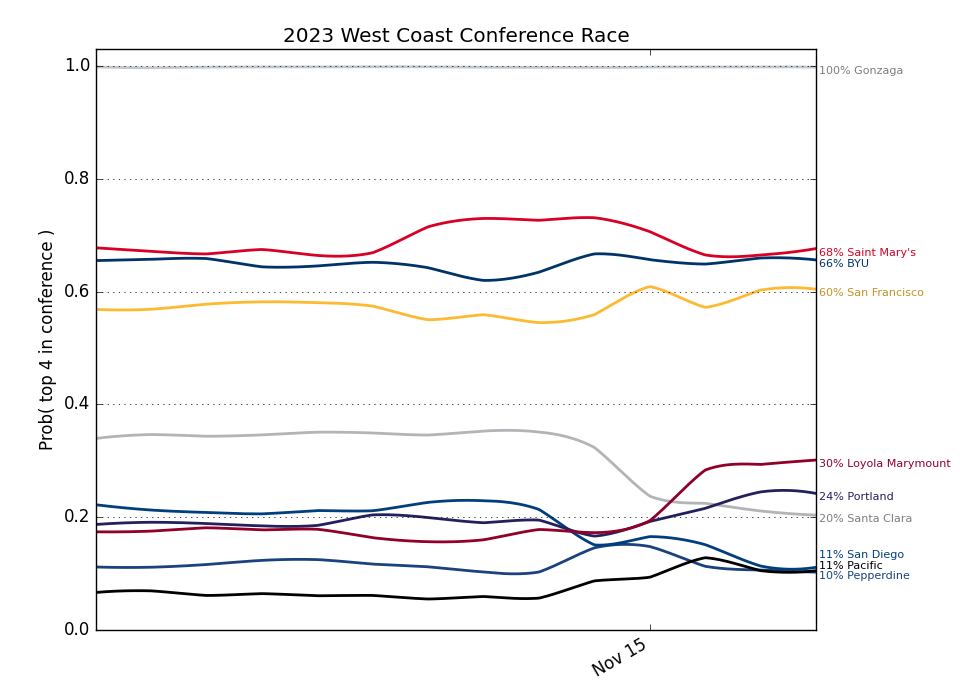 2023 West Coast Conference Race
Prob( top 4 in conference )
1.0
0.8
0.6
0.4
0.2
0.0
Nov 15
100% Gonzaga
68% Saint Mary's
66% BYU
60% San Francisco
30% Loyola Marymount
24% Portland
20% Santa Clara
11% San Diego
11% Pacific
10% Pepperdine